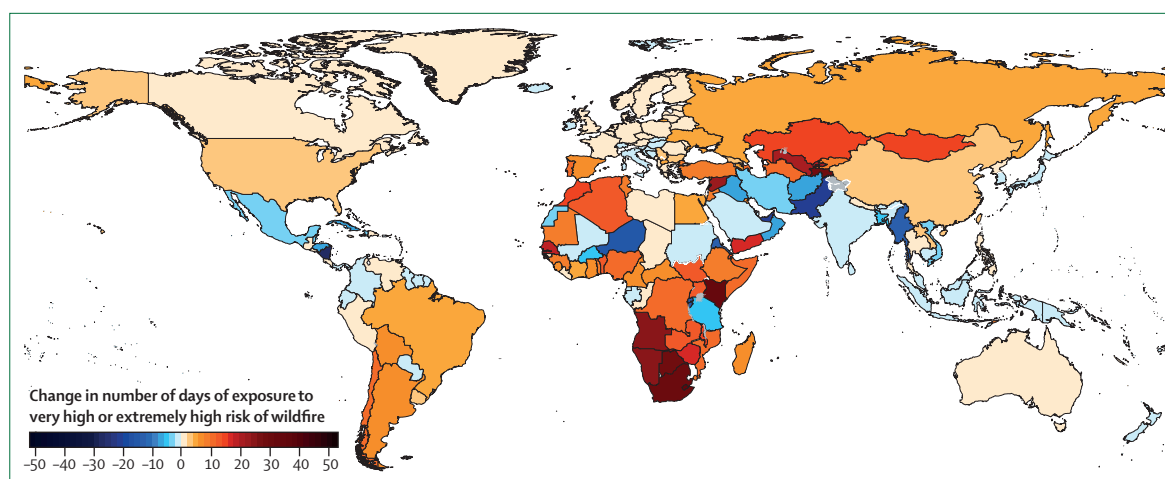 Change in number of days of exposure to
very high or extremely high risk of wildfire
–50 –40 –30 –20 –10 0 10 20 30 40 50